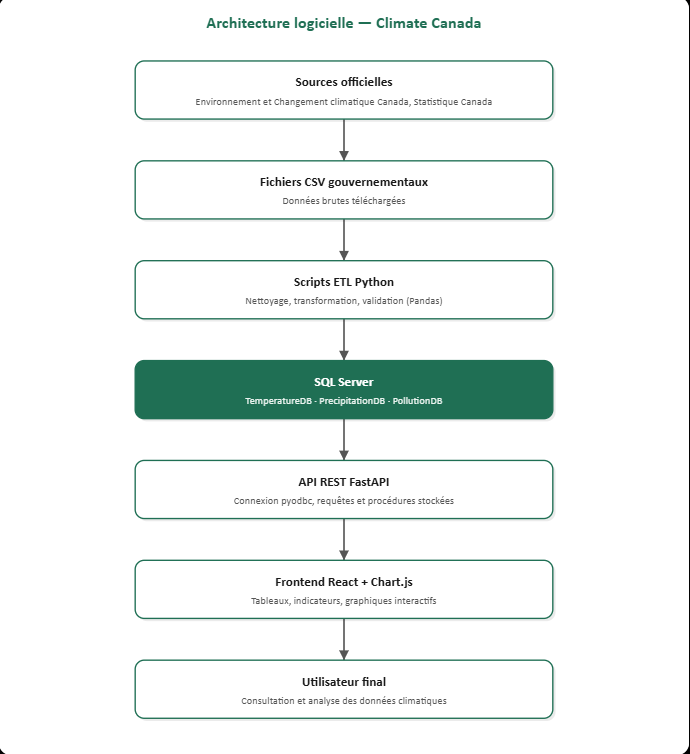 Architecture logicielle — Climate Canada
Sources officielles
Environnement et Changement climatique Canada, Statistique Canada
Fichiers CSV gouvernementaux
Données brutes téléchargées
Scripts ETL Python
Nettoyage, transformation, validation (Pandas)
SQL Server
TemperatureDB - PrecipitationDB - PollutionDB
API REST FastAPI
Connexion pyodbc, requêtes et procédures stockées
Frontend React + Chart.js
Tableaux, indicateurs, graphiques interactifs
Utilisateur final
Consultation et analyse des données climatiques